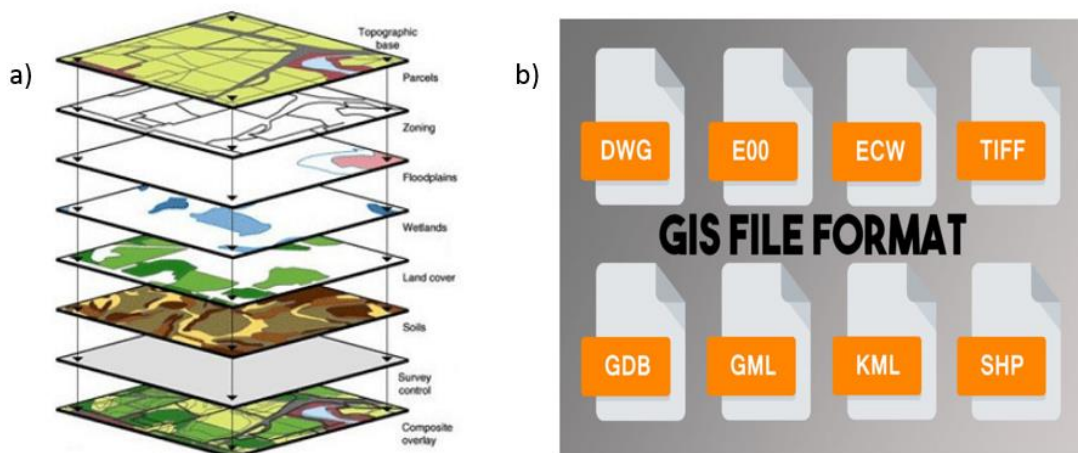 a)
Topographic
base
Parcels
Zoning
Floodplains
Wetlands
Land cover
Soils
Survey
control
Composite
overlay
b)
DWG
E00
ECW
TIFF
GIS FILE FORMAT
GDB
GML
KML
SHP